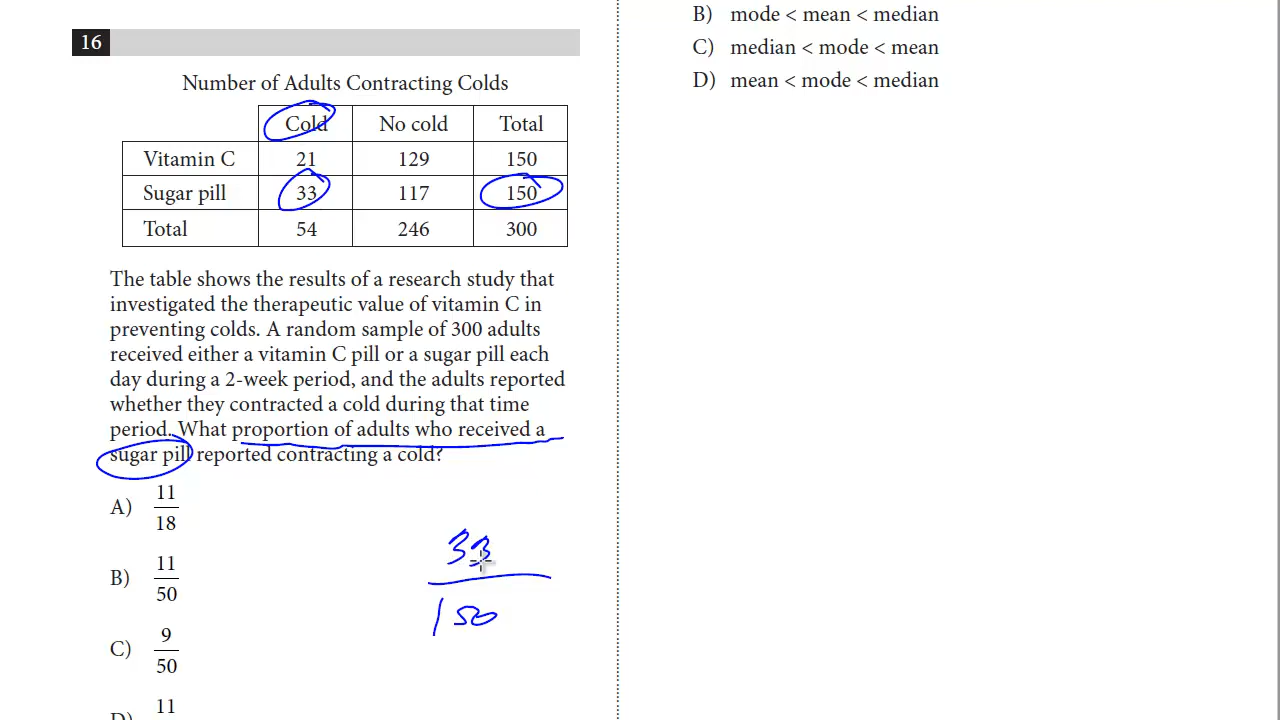 16
Number of Adults Contracting Colds
Cold No cold Total
Vitamin C 21 129 150
Sugar pill 33 117 150
Total 54 246 300
The table shows the results of a research study that
investigated the therapeutic value of vitamin C in
preventing colds. A random sample of 300 adults
received either a vitamin C pill or a sugar pill each
day during a 2-week period, and the adults reported
whether they contracted a cold during that time
period. What proportion of adults who received a
sugar pill reported contracting a cold?
A) 11
18
B) 11
50
C) 9
50
D) 11
33
150
B) mode < mean < median
C) median < mode < mean
D) mean < mode < median